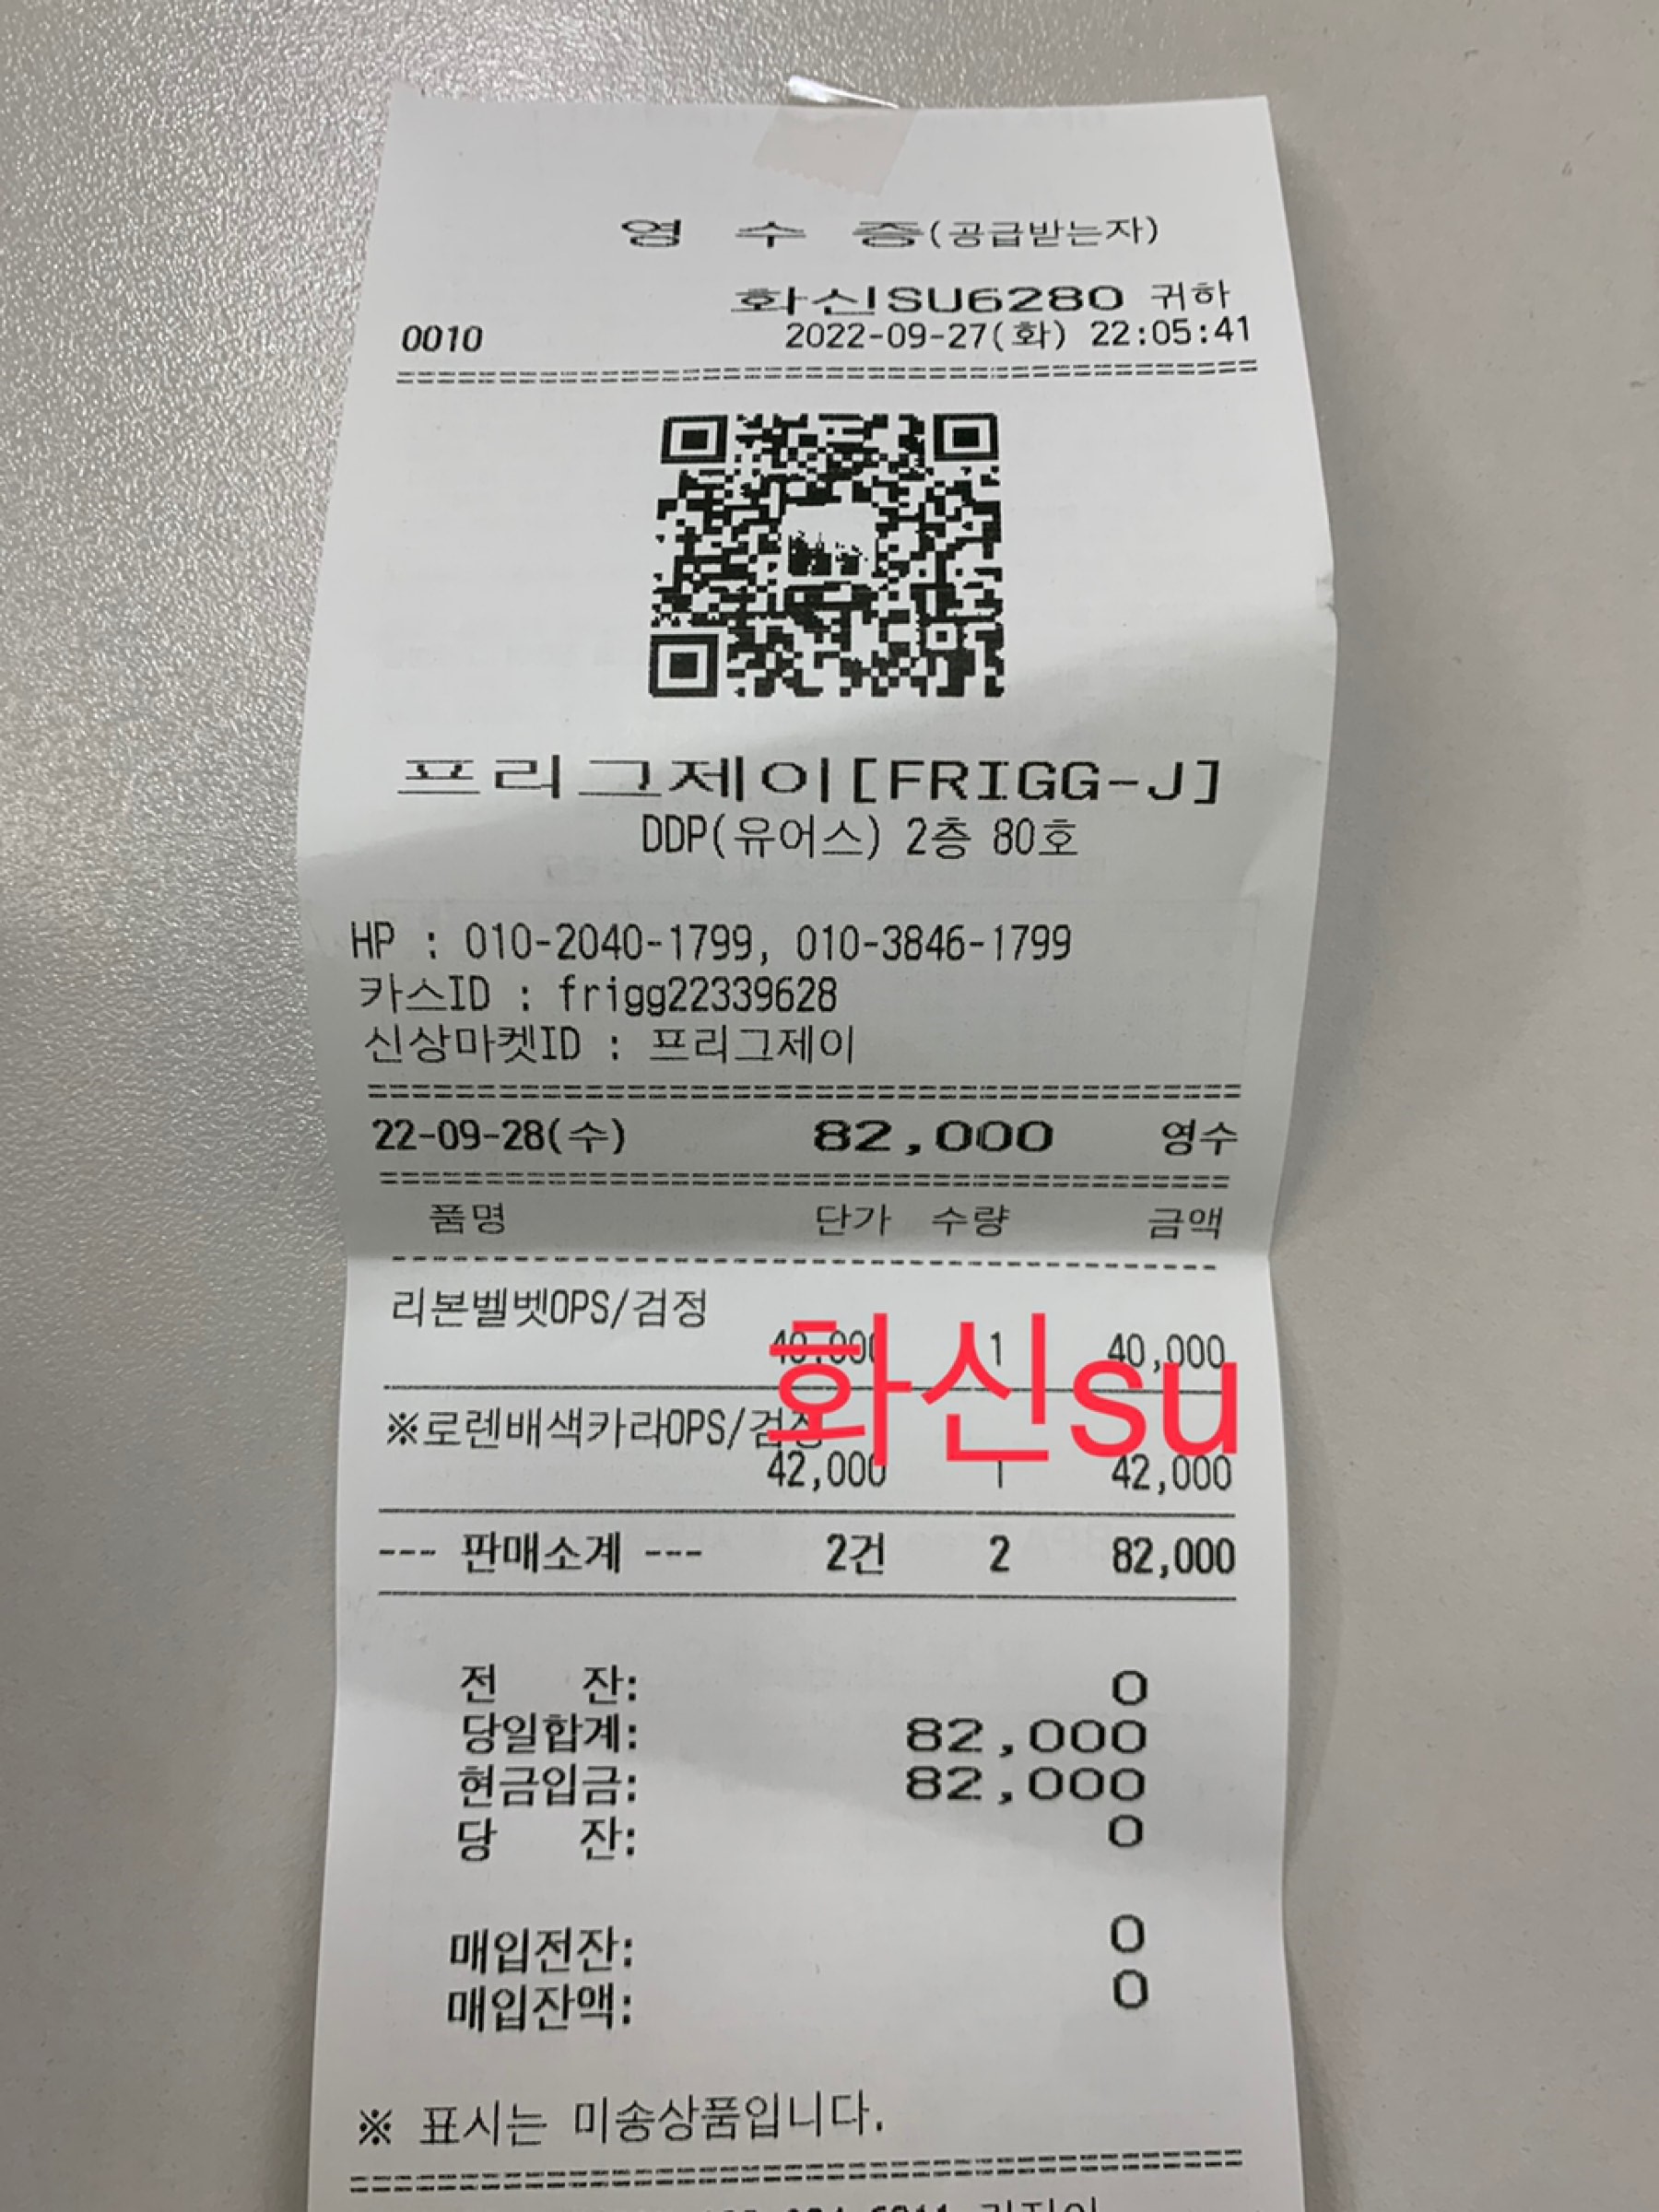 영 수 증(공급받는자)
화신SU6280 귀하
0010 2022-09-27(화) 22:05:41
프리그제이[FRIGG-J]
DDP(유어스) 2층 80호
HP : 010-2040-1799, 010-3846-1799
카스ID : frigg22339628
신상마켓ID : 프리그제이
22-09-28(수) 82,000 영수
품명 단가 수량 금액
리본벨벳OPS/검정
40,000 1 40,000
화신su
※로렌배색카라OPS/검정
42,000 1 42,000
--- 판매소계 --- 2건 2 82,000
전 잔: 0
당일합계: 82,000
현금입금: 82,000
당 잔: 0
매입전잔: 0
매입잔액: 0
※ 표시는 미송상품입니다.